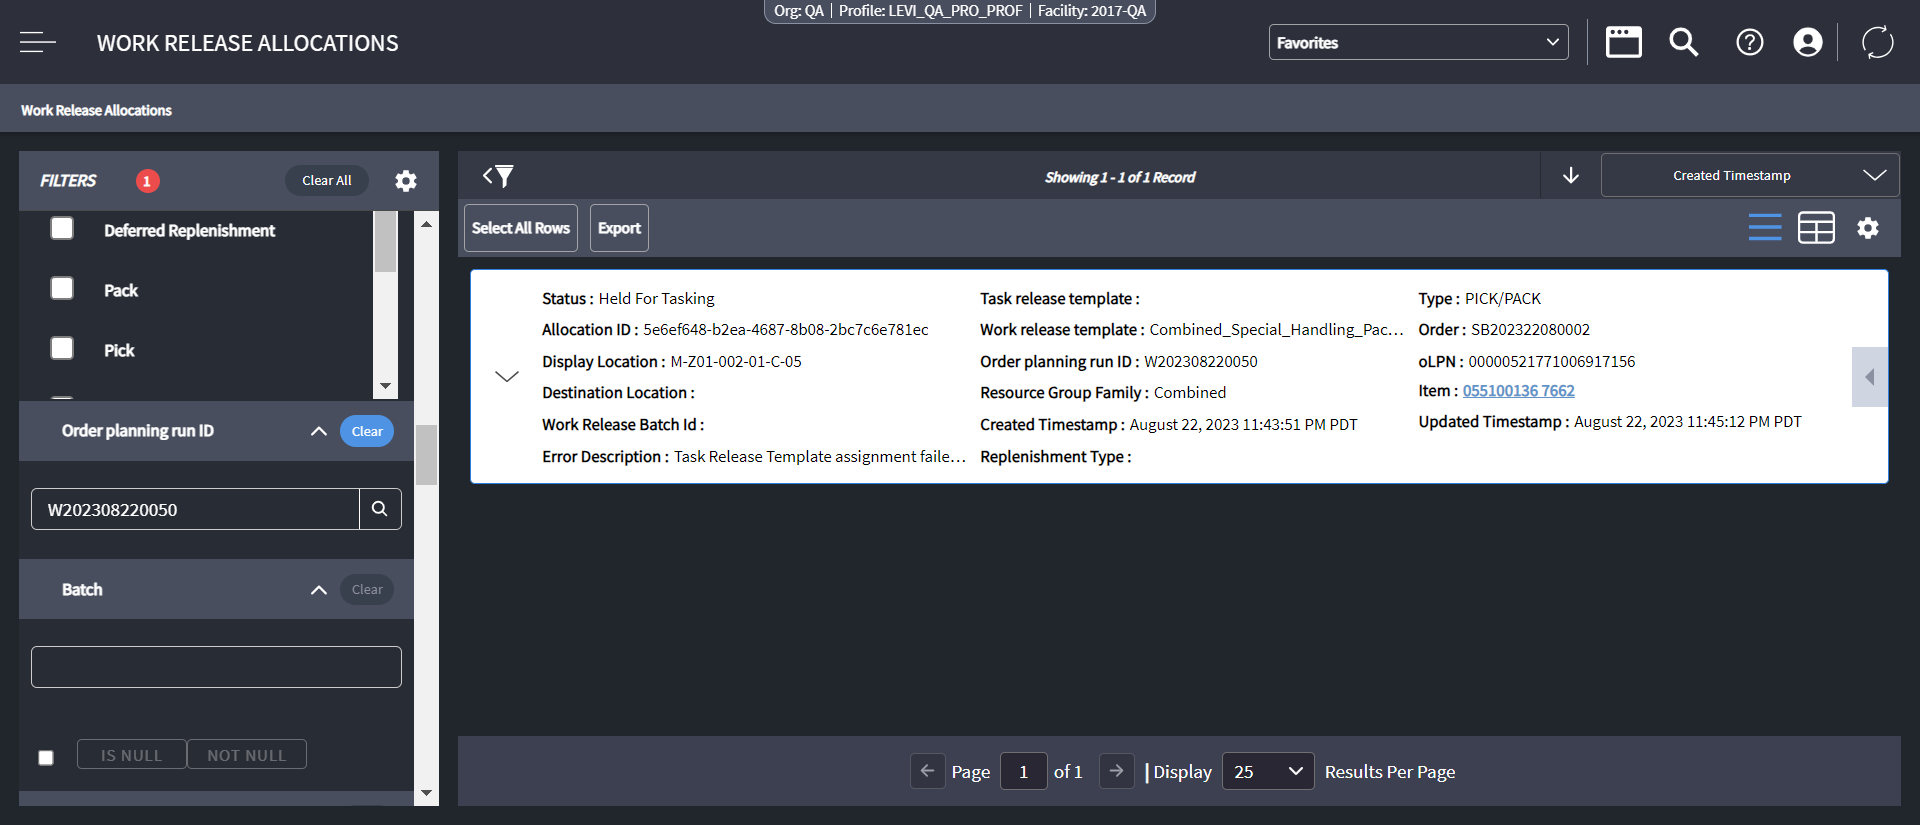 Org: QA | Profile: LEVI_QA_PRO_PROF | Facility: 2017-QA
WORK RELEASE ALLOCATIONS
Favorites
Work Release Allocations
FILTERS
1
Clear All
Showing 1 - 1 of 1 Record
Created Timestamp
Select All Rows
Export
Deferred Replenishment
Pack
Pick
Order planning run ID
Clear
W202308220050
Batch
Clear
IS NULL
NOT NULL
Status : Held For Tasking
Allocation ID : 5e6ef648-b2ea-4687-8b08-2bc7c6e781ec
Display Location : M-Z01-002-01-C-05
Destination Location :
Work Release Batch Id :
Error Description : Task Release Template assignment faile...
Task release template :
Work release template : Combined_Special_Handling_Pac...
Order planning run ID : W202308220050
Resource Group Family : Combined
Created Timestamp : August 22, 2023 11:43:51 PM PDT
Replenishment Type :
Type : PICK/PACK
Order : SB202322080002
oLPN : 00000521771006917156
Item : 055100136 7662
Updated Timestamp : August 22, 2023 11:45:12 PM PDT
Page 1 of 1 | Display 25 Results Per Page